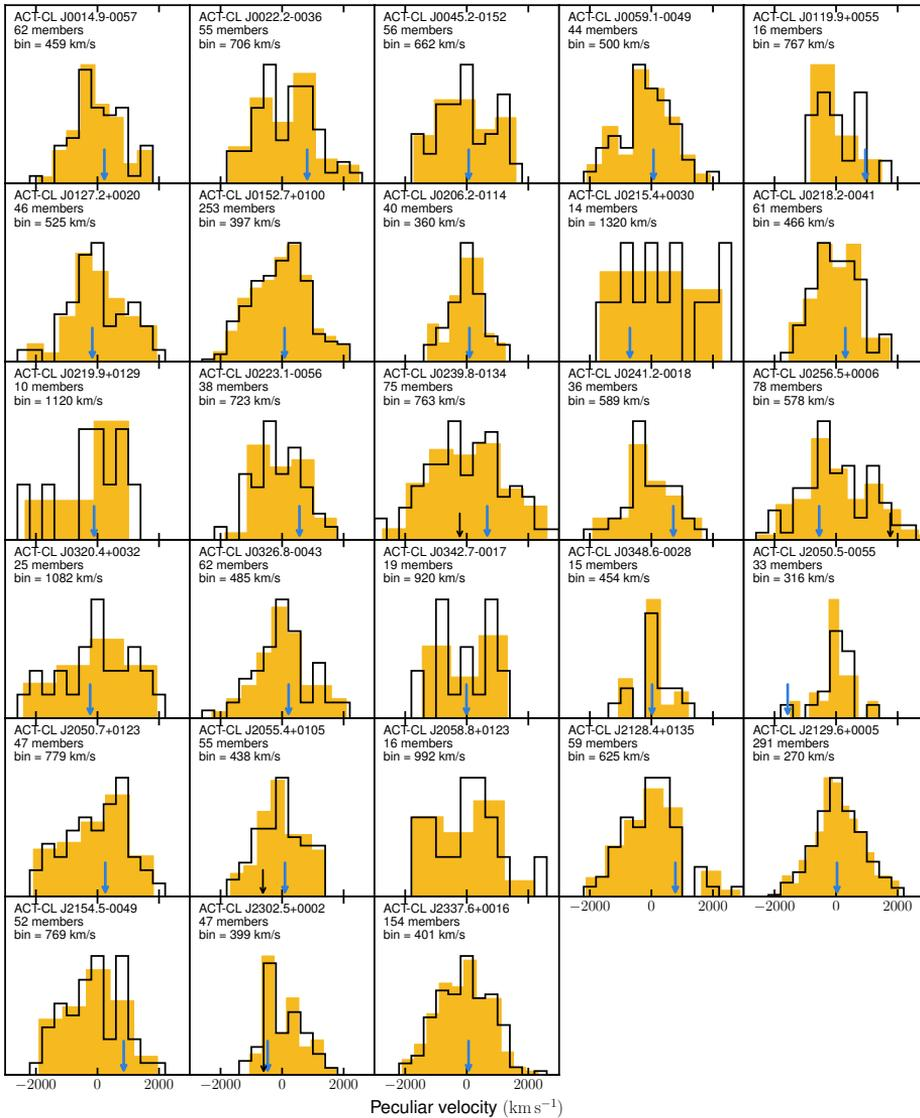 ACT-CL J0014.9-0057
62 members
bin = 459 km/s
ACT-CL J0022.2-0036
55 members
bin = 706 km/s
ACT-CL J0045.2-0152
56 members
bin = 662 km/s
ACT-CL J0059.1-0049
44 members
bin = 500 km/s
ACT-CL J0119.9+0055
16 members
bin = 767 km/s
ACT-CL J0127.2+0020
46 members
bin = 525 km/s
ACT-CL J0152.7+0100
253 members
bin = 397 km/s
ACT-CL J0206.2-0114
40 members
bin = 360 km/s
ACT-CL J0215.4+0030
14 members
bin = 1320 km/s
ACT-CL J0218.2-0041
61 members
bin = 466 km/s
ACT-CL J0219.9+0129
10 members
bin = 1120 km/s
ACT-CL J0223.1-0056
38 members
bin = 723 km/s
ACT-CL J0239.8-0134
75 members
bin = 763 km/s
ACT-CL J0241.2-0018
36 members
bin = 589 km/s
ACT-CL J0256.5+0006
78 members
bin = 578 km/s
ACT-CL J0320.4+0032
25 members
bin = 1082 km/s
ACT-CL J0326.8-0043
62 members
bin = 485 km/s
ACT-CL J0342.7-0017
19 members
bin = 920 km/s
ACT-CL J0348.6-0028
15 members
bin = 454 km/s
ACT-CL J2050.5-0055
33 members
bin = 316 km/s
ACT-CL J2050.7+0123
47 members
bin = 779 km/s
ACT-CL J2055.4+0105
55 members
bin = 438 km/s
ACT-CL J2058.8+0123
16 members
bin = 992 km/s
ACT-CL J2128.4+0135
59 members
bin = 625 km/s
ACT-CL J2129.6+0005
291 members
bin = 270 km/s
−2000 0 2000 −2000 0 2000
ACT-CL J2154.5-0049
52 members
bin = 769 km/s
ACT-CL J2302.5+0002
47 members
bin = 399 km/s
ACT-CL J2337.6+0016
154 members
bin = 401 km/s
−2000 0 2000 −2000 0 2000 −2000 0 2000
Peculiar velocity (km s⁻¹)